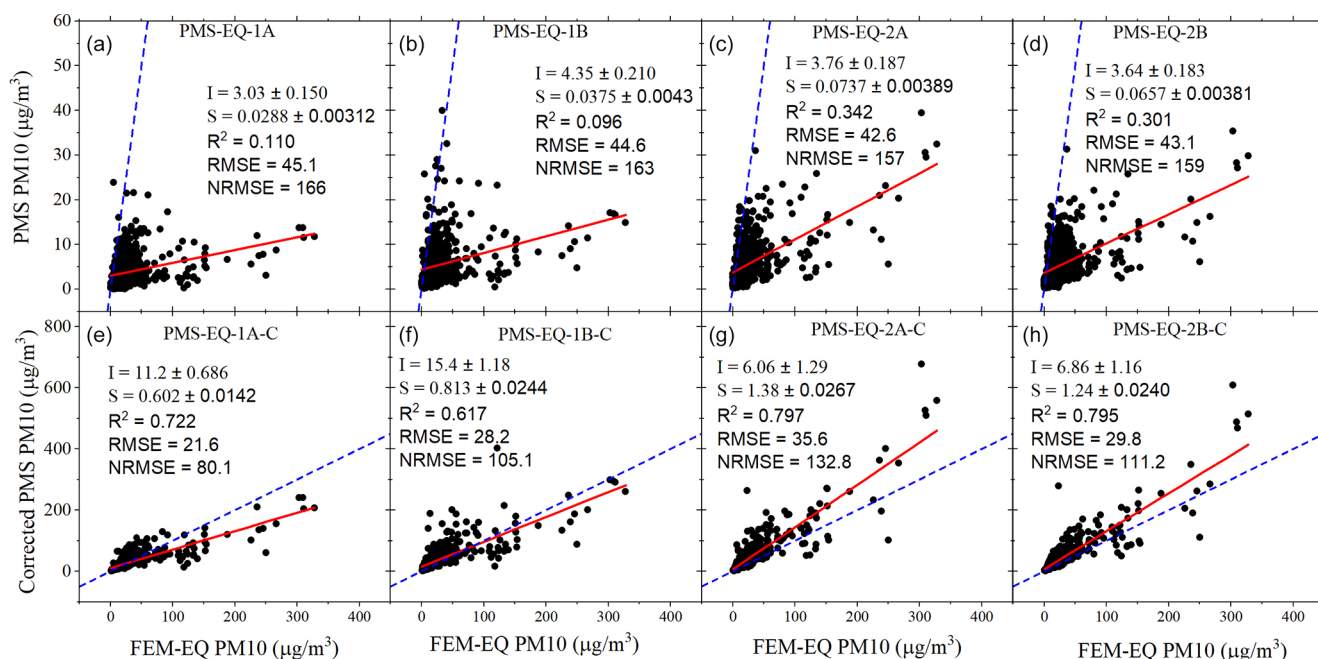 (a)
PMS-EQ-1A
I = 3.03 ± 0.150
S = 0.0288 ± 0.00312
R² = 0.110
RMSE = 45.1
NRMSE = 166
(b)
PMS-EQ-1B
I = 4.35 ± 0.210
S = 0.0375 ± 0.0043
R² = 0.096
RMSE = 44.6
NRMSE = 163
(c)
PMS-EQ-2A
I = 3.76 ± 0.187
S = 0.0737 ± 0.00389
R² = 0.342
RMSE = 42.6
NRMSE = 157
(d)
PMS-EQ-2B
I = 3.64 ± 0.183
S = 0.0657 ± 0.00381
R² = 0.301
RMSE = 43.1
NRMSE = 159
PMS PM10 (μg/m³)
60
50
40
30
20
10
0
(e)
PMS-EQ-1A-C
I = 11.2 ± 0.686
S = 0.602 ± 0.0142
R² = 0.722
RMSE = 21.6
NRMSE = 80.1
(f)
PMS-EQ-1B-C
I = 15.4 ± 1.18
S = 0.813 ± 0.0244
R² = 0.617
RMSE = 28.2
NRMSE = 105.1
(g)
PMS-EQ-2A-C
I = 6.06 ± 1.29
S = 1.38 ± 0.0267
R² = 0.797
RMSE = 35.6
NRMSE = 132.8
(h)
PMS-EQ-2B-C
I = 6.86 ± 1.16
S = 1.24 ± 0.0240
R² = 0.795
RMSE = 29.8
NRMSE = 111.2
Corrected PMS PM10 (μg/m³)
800
600
400
200
0
0 100 200 300 400
0 100 200 300 400
0 100 200 300 400
0 100 200 300 400
FEM-EQ PM10 (μg/m³)
FEM-EQ PM10 (μg/m³)
FEM-EQ PM10 (μg/m³)
FEM-EQ PM10 (μg/m³)